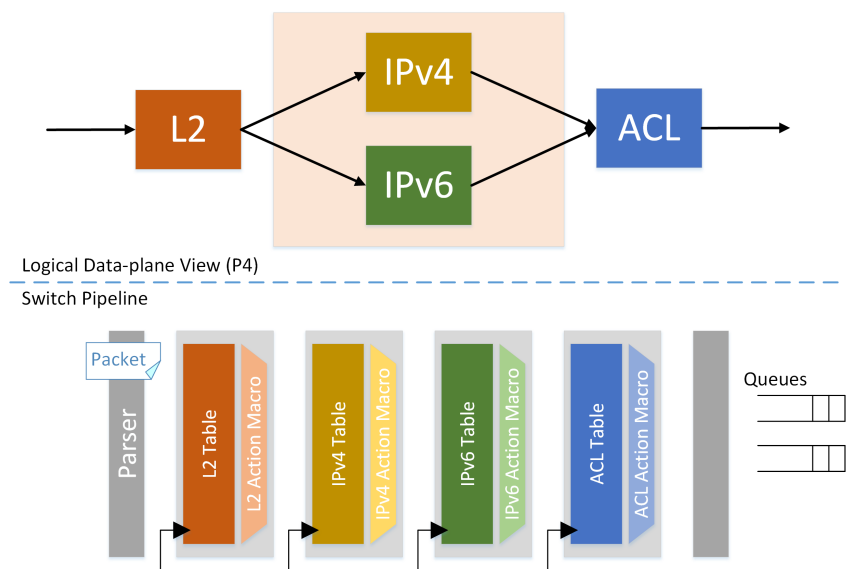 IPv4
L2
ACL
IPv6
Logical Data-plane View (P4)
Switch Pipeline
Packet
Parser
L2 Table
L2 Action Macro
IPv4 Table
IPv4 Action Macro
IPv6 Table
IPv6 Action Macro
ACL Table
ACL Action Macro
Queues